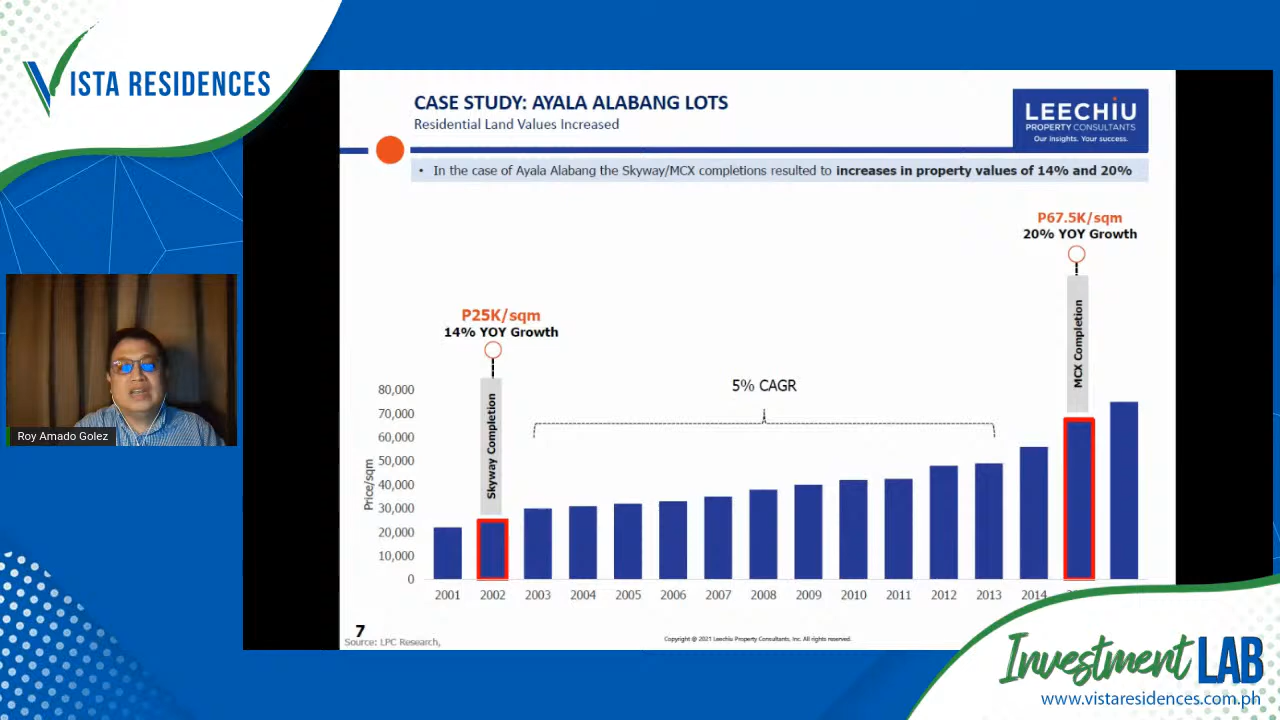 VISTA RESIDENCES
CASE STUDY: AYALA ALABANG LOTS
Residential Land Values Increased
LEECHIU
PROPERTY CONSULTANTS
Our insights. Your success.
• In the case of Ayala Alabang the Skyway/MCX completions resulted to increases in property values of 14% and 20%
P67.5K/sqm
20% YOY Growth
MCX Completion
P25K/sqm
14% YOY Growth
Skyway Completion
5% CAGR
Price/sqm
80,000
70,000
60,000
50,000
40,000
30,000
20,000
10,000
0
2001 2002 2003 2004 2005 2006 2007 2008 2009 2010 2011 2012 2013 2014
Roy Amado Golez
7
Source: LPC Research,
Copyright @ 2021 Leechiu Property Consultants, Inc. All rights reserved.
Investment LAB
www.vistaresidences.com.ph